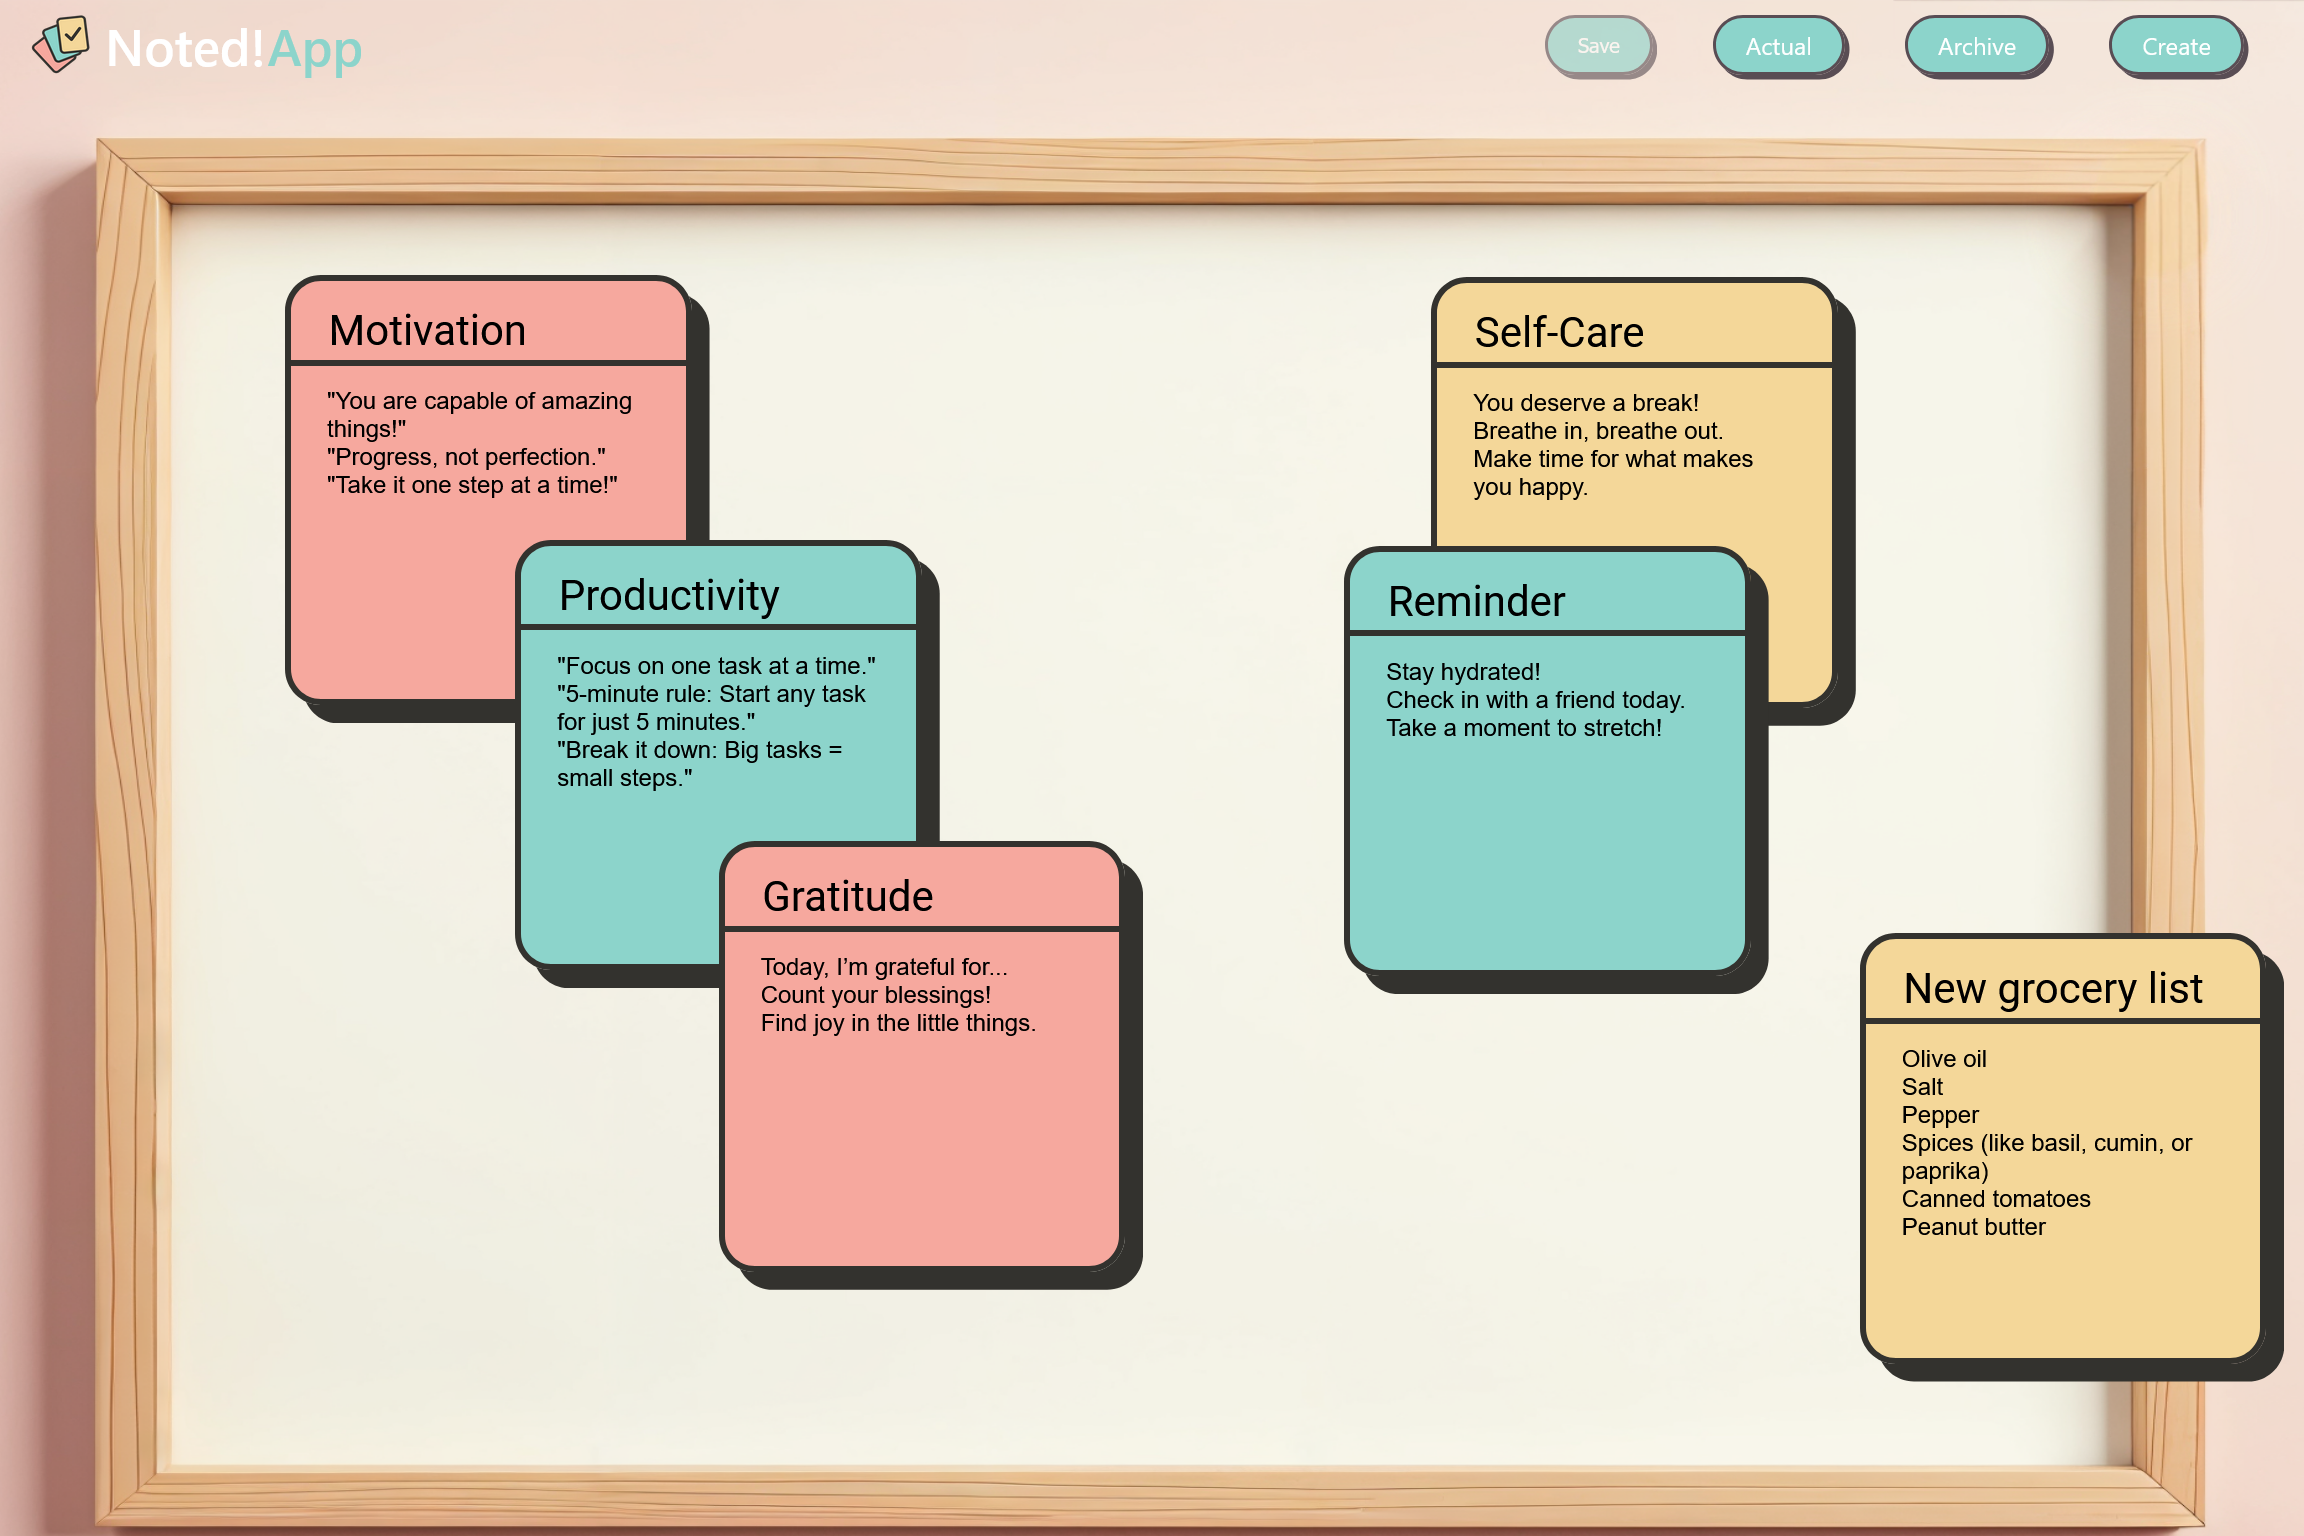 Noted!App
Save
Actual
Archive
Create
Motivation
"You are capable of amazing
things!"
"Progress, not perfection."
"Take it one step at a time!"
Productivity
"Focus on one task at a time."
"5-minute rule: Start any task
for just 5 minutes."
"Break it down: Big tasks =
small steps."
Gratitude
Today, I’m grateful for...
Count your blessings!
Find joy in the little things.
Self-Care
You deserve a break!
Breathe in, breathe out.
Make time for what makes
you happy.
Reminder
Stay hydrated!
Check in with a friend today.
Take a moment to stretch!
New grocery list
Olive oil
Salt
Pepper
Spices (like basil, cumin, or
paprika)
Canned tomatoes
Peanut butter